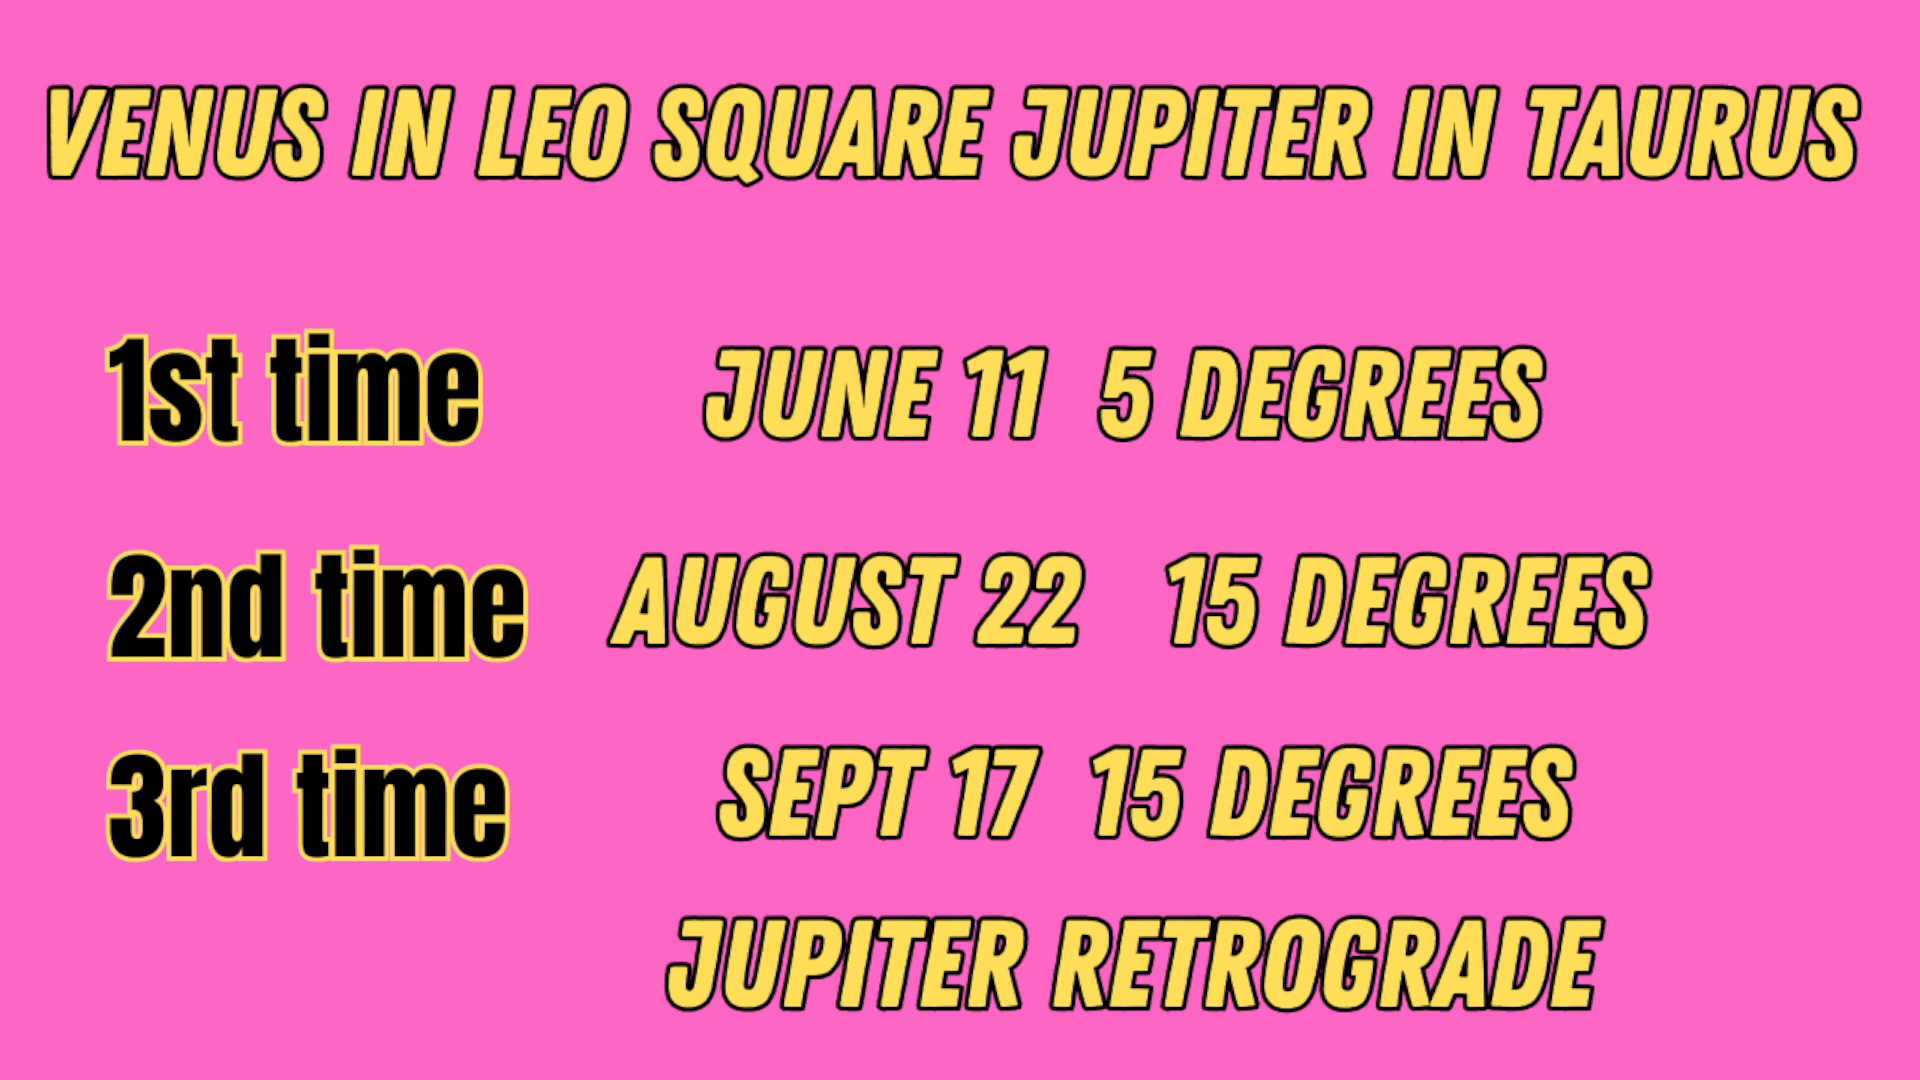 VENUS IN LEO SQUARE JUPITER IN TAURUS
1st time JUNE 11 5 DEGREES
2nd time AUGUST 22 15 DEGREES
3rd time SEPT 17 15 DEGREES
JUPITER RETROGRADE